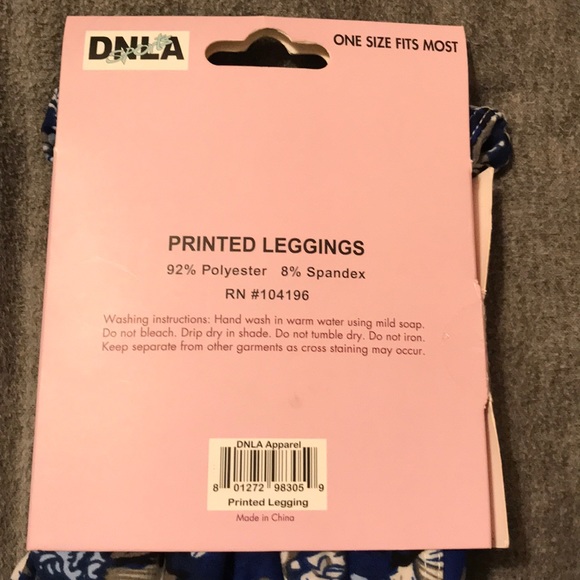 DNLA
Sports
ONE SIZE FITS MOST
PRINTED LEGGINGS
92% Polyester 8% Spandex
RN #104196
Washing instructions: Hand wash in warm water using mild soap.
Do not bleach. Drip dry in shade. Do not tumble dry. Do not iron.
Keep separate from other garments as cross staining may occur.
DNLA Apparel
8 01272 98305 9
Printed Legging
Made in China